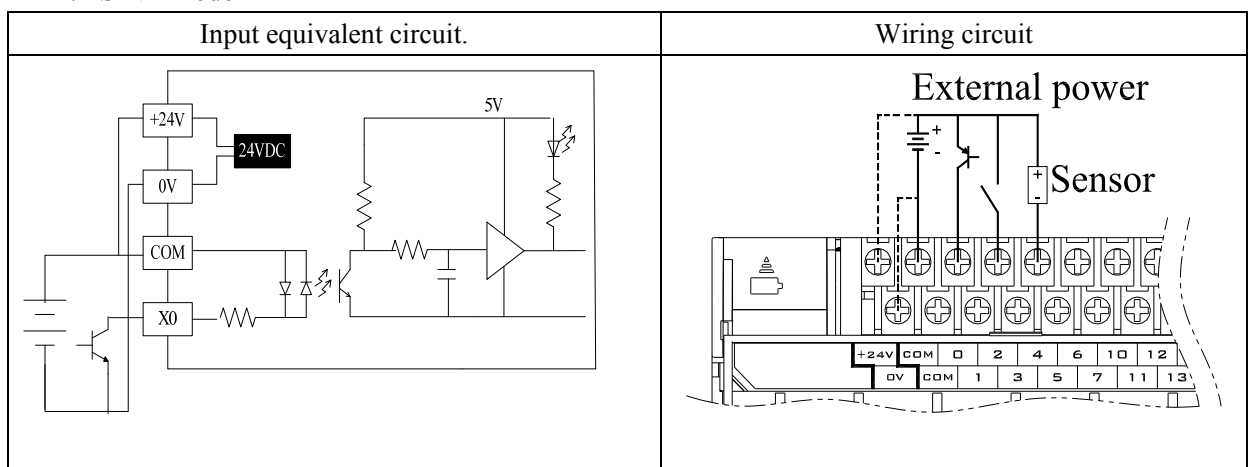 Input equivalent circuit.
Wiring circuit
+24V
24VDC
0V
COM
X0
5V
External power
+
-
+
-
Sensor
+24V COM 0 2 4 6 10 12
0V COM 1 3 5 7 11 13